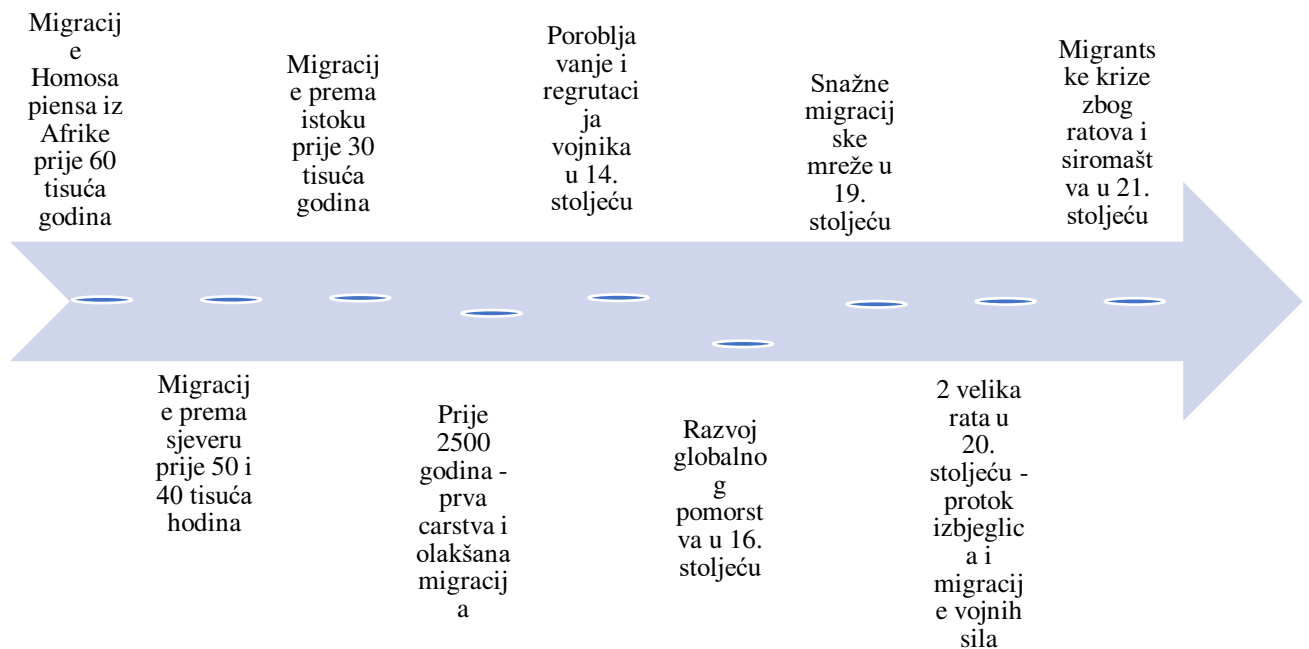 Migracij
e
Homosa
piensa iz
Afrike
prije 60
tisuća
godina
Migracij
e prema
sjeveru
prije 50 i
40 tisuća
hodina
Migracij
e prema
istoku
prije 30
tisuća
godina
Prije
2500
godina -
prva
carstva i
olakšana
migracij
a
Poroblja
vanje i
regrutaci
ja
vojnika
u 14.
stoljeću
Razvoj
globalno
g
pomorst
va u 16.
stoljeću
Snažne
migracij
ske
mreže u
19.
stoljeću
2 velika
rata u
20.
stoljeću -
protok
izbjeglic
a i
migracij
e vojnih
sila
Migrants
ke krize
zbog
ratova i
siromašt
va u 21.
stoljeću